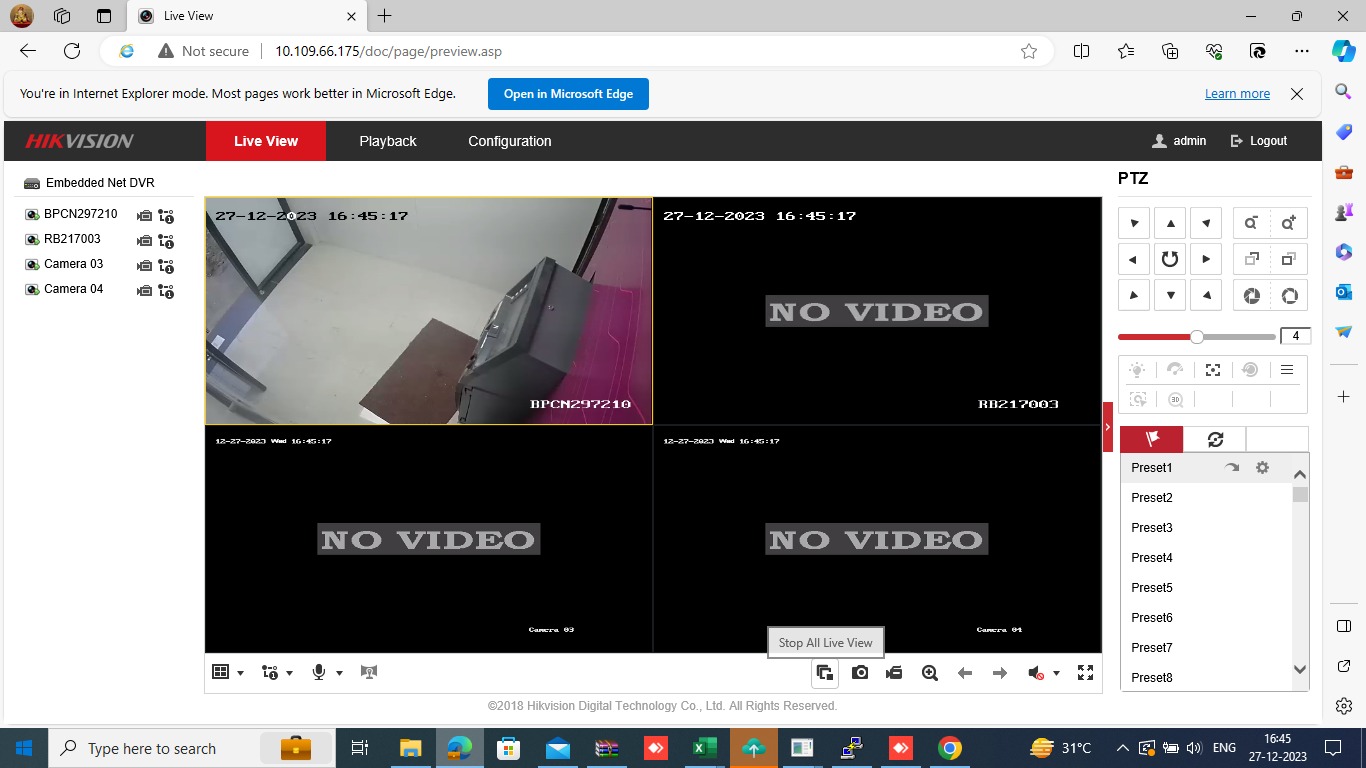 Live View
Not secure
10.109.66.175/doc/page/preview.asp
You're in Internet Explorer mode. Most pages work better in Microsoft Edge.
Open in Microsoft Edge
Learn more
HIKVISION
Live View
Playback
Configuration
admin
Logout
Embedded Net DVR
BPCN297210
RB217003
Camera 03
Camera 04
27-12-2023 16:45:17
BPCN297210
27-12-2023 16:45:17
NO VIDEO
RB217003
12-27-2023 Wed 16:45:17
NO VIDEO
Camera 03
12-27-2023 Wed 16:45:17
NO VIDEO
Camera 04
Stop All Live View
PTZ
4
3D
Preset1
Preset2
Preset3
Preset4
Preset5
Preset6
Preset7
Preset8
©2018 Hikvision Digital Technology Co., Ltd. All Rights Reserved.
Type here to search
31°C
ENG
16:45
27-12-2023